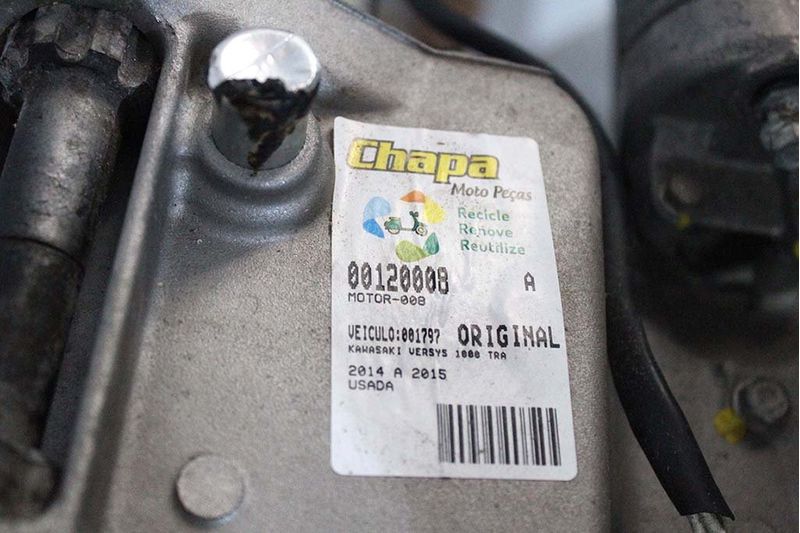 Chapa
Moto Peças
Recicle
Renove
Reutilize
00120008 A
MOTOR-008
VEICULO:001797 ORIGINAL
KAWASAKI VERSYS 1000 TRA
2014 A 2015
USADA